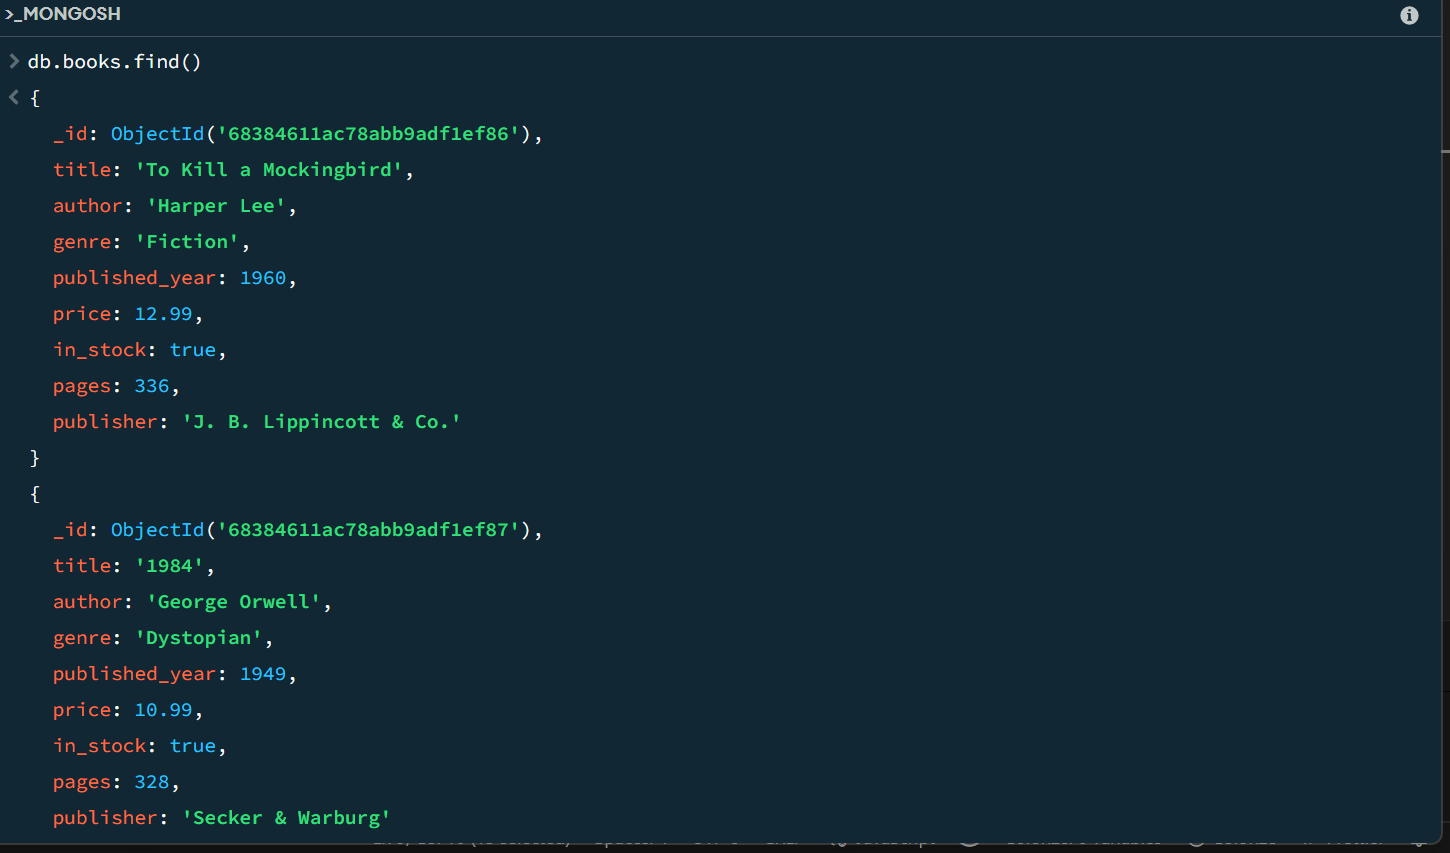 >_MONGOSH
> db.books.find()
< {
_id: ObjectId('68384611ac78abb9adf1ef86'),
title: 'To Kill a Mockingbird',
author: 'Harper Lee',
genre: 'Fiction',
published_year: 1960,
price: 12.99,
in_stock: true,
pages: 336,
publisher: 'J. B. Lippincott & Co.'
}
{
_id: ObjectId('68384611ac78abb9adf1ef87'),
title: '1984',
author: 'George Orwell',
genre: 'Dystopian',
published_year: 1949,
price: 10.99,
in_stock: true,
pages: 328,
publisher: 'Secker & Warburg'